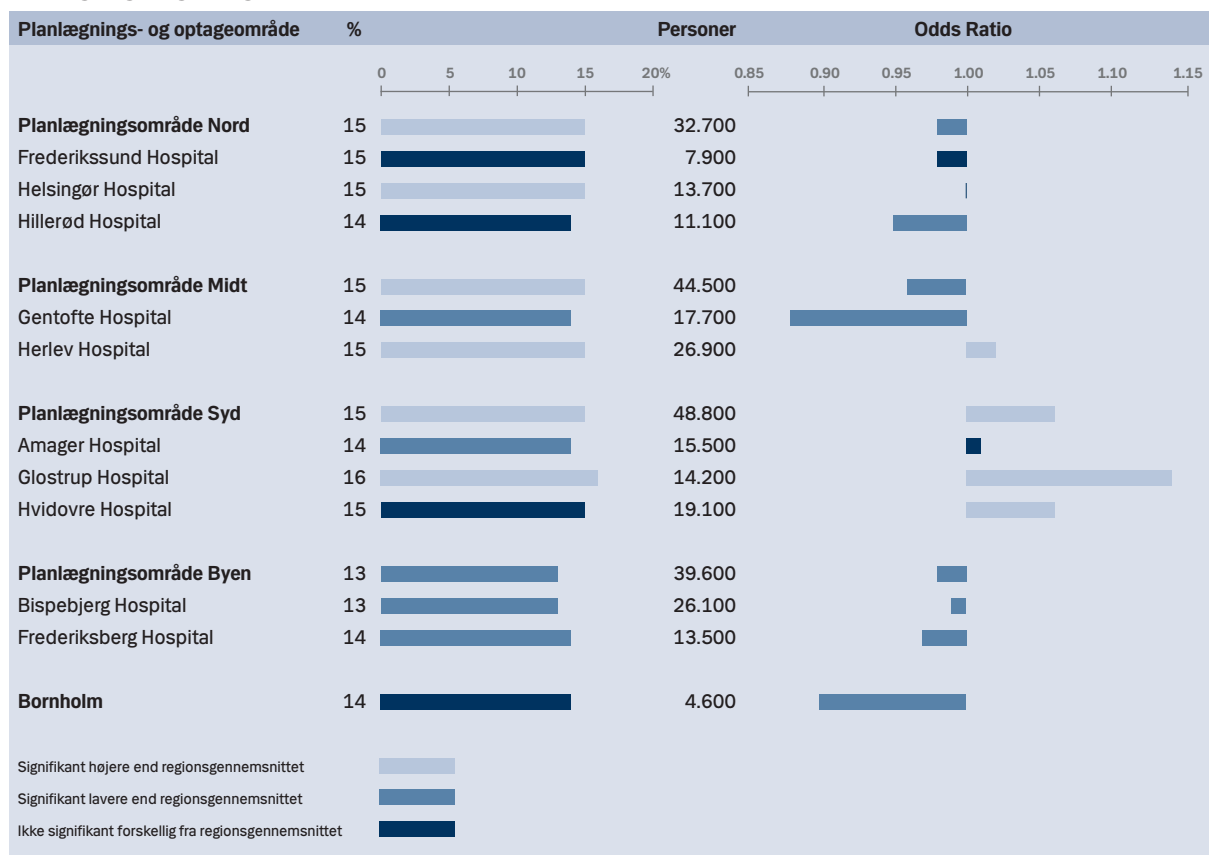 Planlægnings- og optageområde % Personer Odds Ratio
0 5 10 15 20% 0.85 0.90 0.95 1.00 1.05 1.10 1.15
Planlægningsområde Nord 15 32.700
Frederikssund Hospital 15 7.900
Helsingør Hospital 15 13.700
Hillerød Hospital 14 11.100
Planlægningsområde Midt 15 44.500
Gentofte Hospital 14 17.700
Herlev Hospital 15 26.900
Planlægningsområde Syd 15 48.800
Amager Hospital 14 15.500
Glostrup Hospital 16 14.200
Hvidovre Hospital 15 19.100
Planlægningsområde Byen 13 39.600
Bispebjerg Hospital 13 26.100
Frederiksberg Hospital 14 13.500
Bornholm 14 4.600
Signifikant højere end regionsgennemsnittet
Signifikant lavere end regionsgennemsnittet
Ikke signifikant forskellig fra regionsgennemsnittet